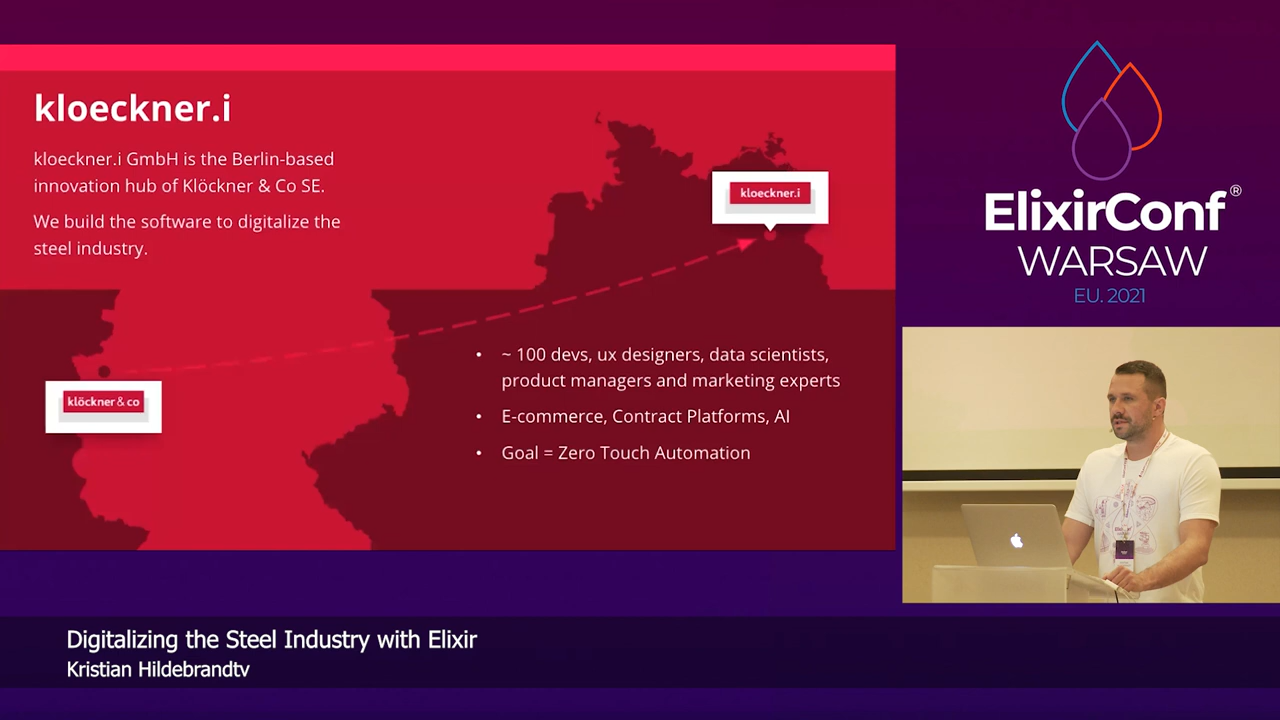 kloeckner.i
kloeckner.i GmbH is the Berlin-based
innovation hub of Klöckner & Co SE.
We build the software to digitalize the
steel industry.
kloeckner.i
klöckner & co
• ~ 100 devs, ux designers, data scientists,
product managers and marketing experts
• E-commerce, Contract Platforms, AI
• Goal = Zero Touch Automation
ElixirConf®
WARSAW
EU. 2021
Digitalizing the Steel Industry with Elixir
Kristian Hildebrandtv